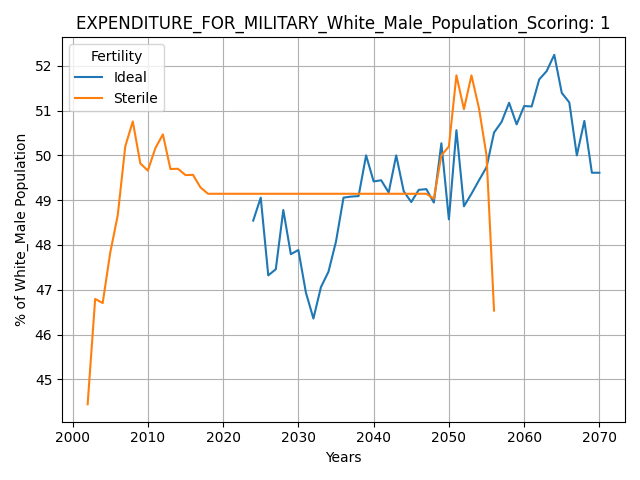 EXPENDITURE_FOR_MILITARY_White_Male_Population_Scoring: 1
Fertility
Ideal
Sterile
% of White_Male Population
52
51
50
49
48
47
46
45
2000 2010 2020 2030 2040 2050 2060 2070
Years